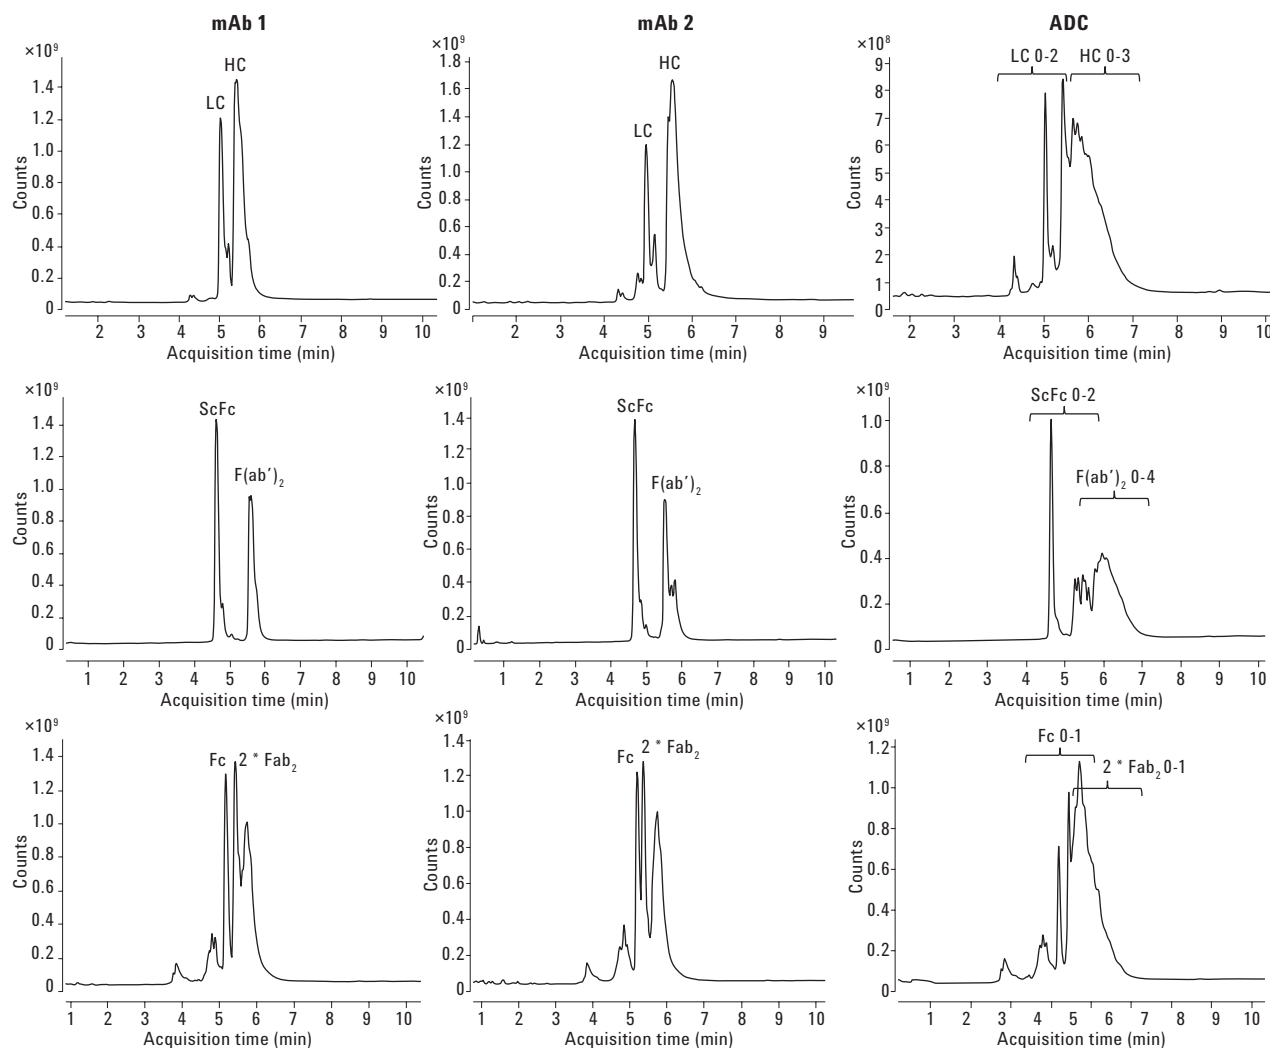 mAb 1
×10⁹
Counts
1.4
1.2
1.0
0.8
0.6
0.4
0.2
0
LC
HC
2 3 4 5 6 7 8 9 10
Acquisition time (min)
mAb 2
×10⁹
Counts
1.8
1.6
1.4
1.2
1.0
0.8
0.6
0.4
0.2
0
LC
HC
2 3 4 5 6 7 8 9
Acquisition time (min)
ADC
×10⁸
Counts
9
8
7
6
5
4
3
2
1
0
LC 0-2
HC 0-3
2 3 4 5 6 7 8 9 10
Acquisition time (min)
×10⁹
Counts
1.4
1.2
1.0
0.8
0.6
0.4
0.2
0
ScFc
F(ab′)₂
1 2 3 4 5 6 7 8 9 10
Acquisition time (min)
×10⁹
Counts
1.4
1.2
1.0
0.8
0.6
0.4
0.2
0
ScFc
F(ab′)₂
1 2 3 4 5 6 7 8 9 10
Acquisition time (min)
×10⁹
Counts
1.0
0.8
0.6
0.4
0.2
0
ScFc 0-2
F(ab′)₂ 0-4
1 2 3 4 5 6 7 8 9 10
Acquisition time (min)
×10⁹
Counts
1.4
1.2
1.0
0.8
0.6
0.4
0.2
0
Fc
2 * Fab₂
1 2 3 4 5 6 7 8 9 10
Acquisition time (min)
×10⁹
Counts
1.4
1.2
1.0
0.8
0.6
0.4
0.2
0
Fc
2 * Fab₂
1 2 3 4 5 6 7 8 9 10
Acquisition time (min)
×10⁹
Counts
1.2
1.0
0.8
0.6
0.4
0.2
0
Fc 0-1
2 * Fab₂ 0-1
1 2 3 4 5 6 7 8 9 10
Acquisition time (min)